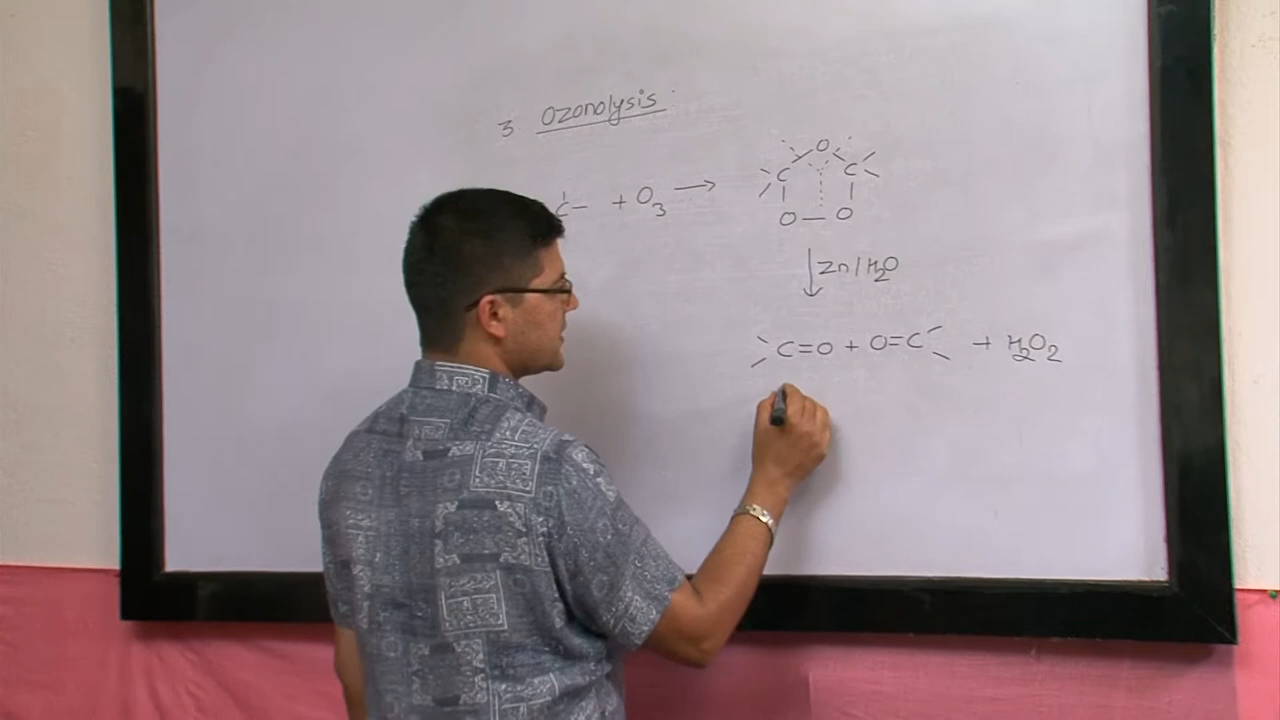 3 Ozonolysis
C– + O3 →
O
C C
O – O
↓ Zn/H2O
C=O + O=C + H2O2